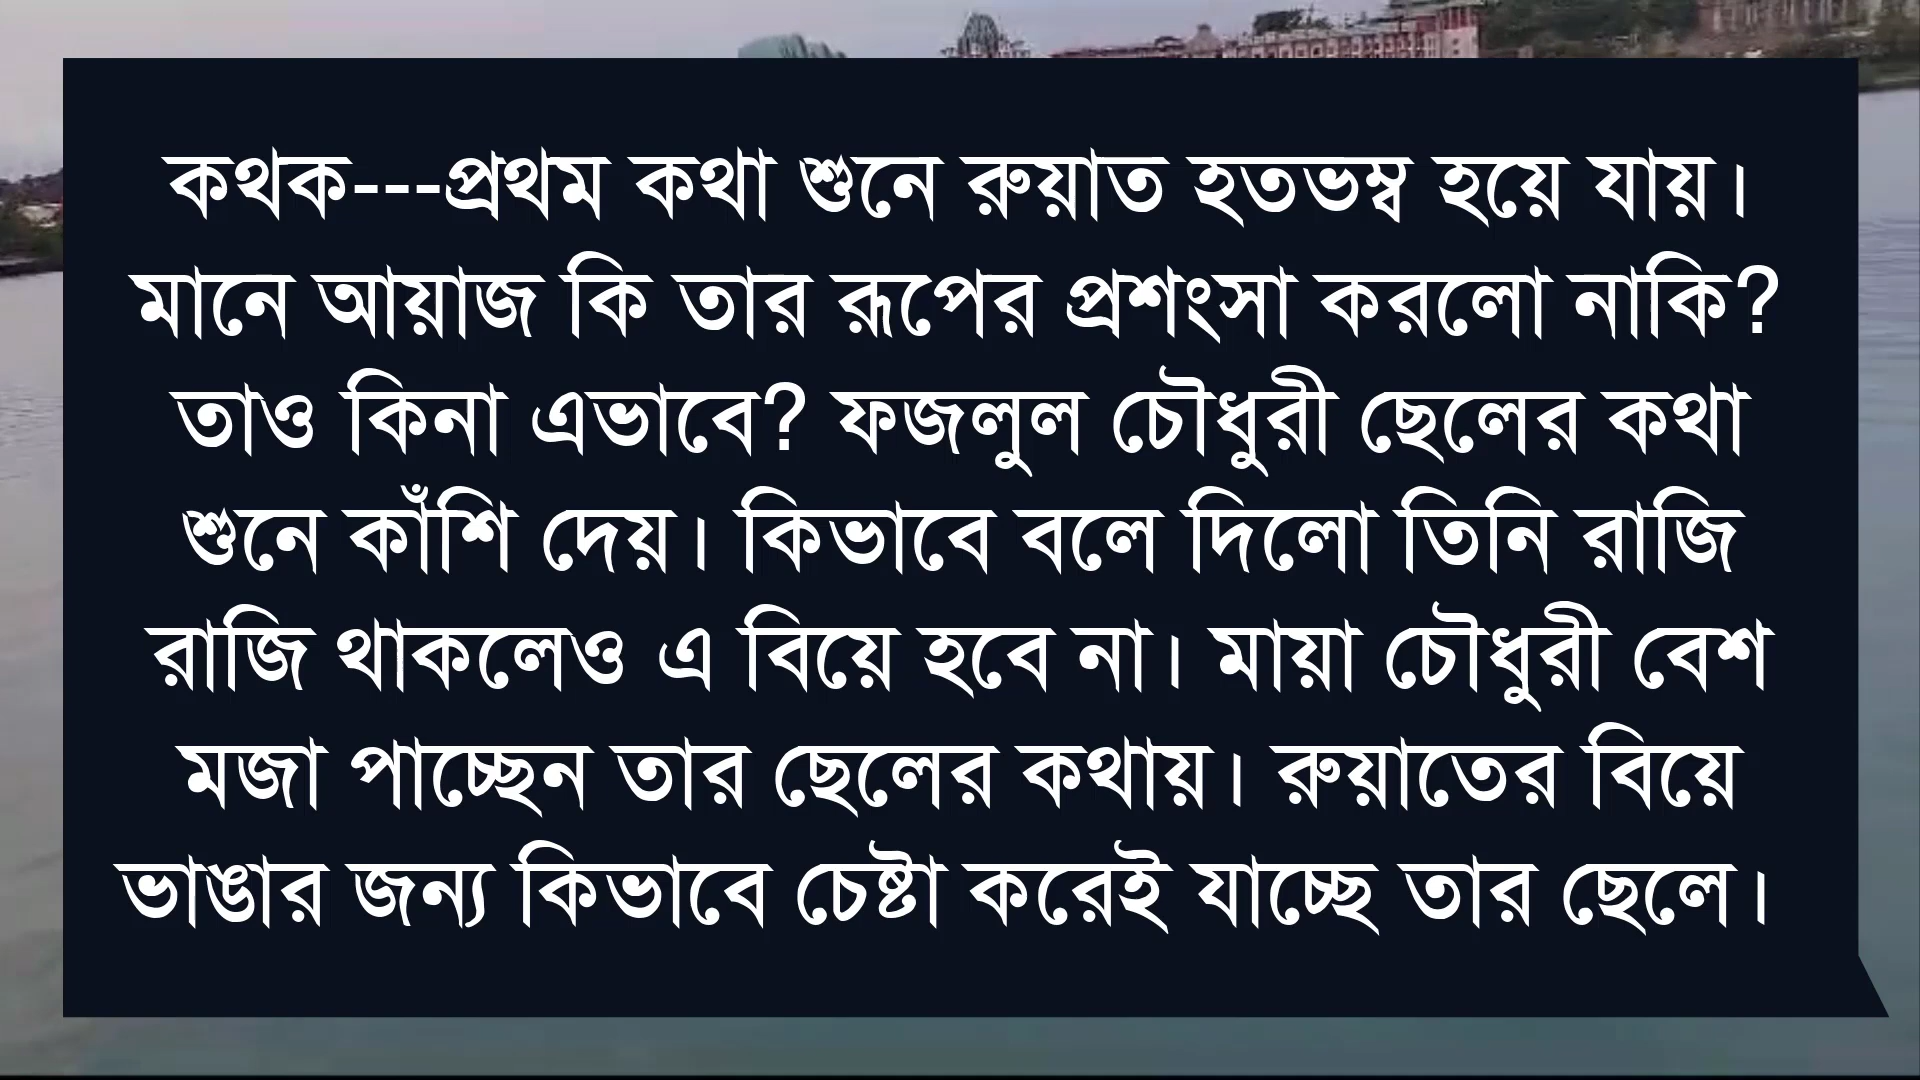 কথক---প্রথম কথা শুনে রুয়াত হতভম্ব হয়ে যায়।
মানে আয়াজ কি তার রূপের প্রশংসা করলো নাকি?
তাও কিনা এভাবে? ফজলুল চৌধুরী ছেলের কথা
শুনে কাঁশি দেয়। কিভাবে বলে দিলো তিনি রাজি
রাজি থাকলেও এ বিয়ে হবে না। মায়া চৌধুরী বেশ
মজা পাচ্ছেন তার ছেলের কথায়। রুয়াতের বিয়ে
ভাঙার জন্য কিভাবে চেষ্টা করেই যাচ্ছে তার ছেলে।